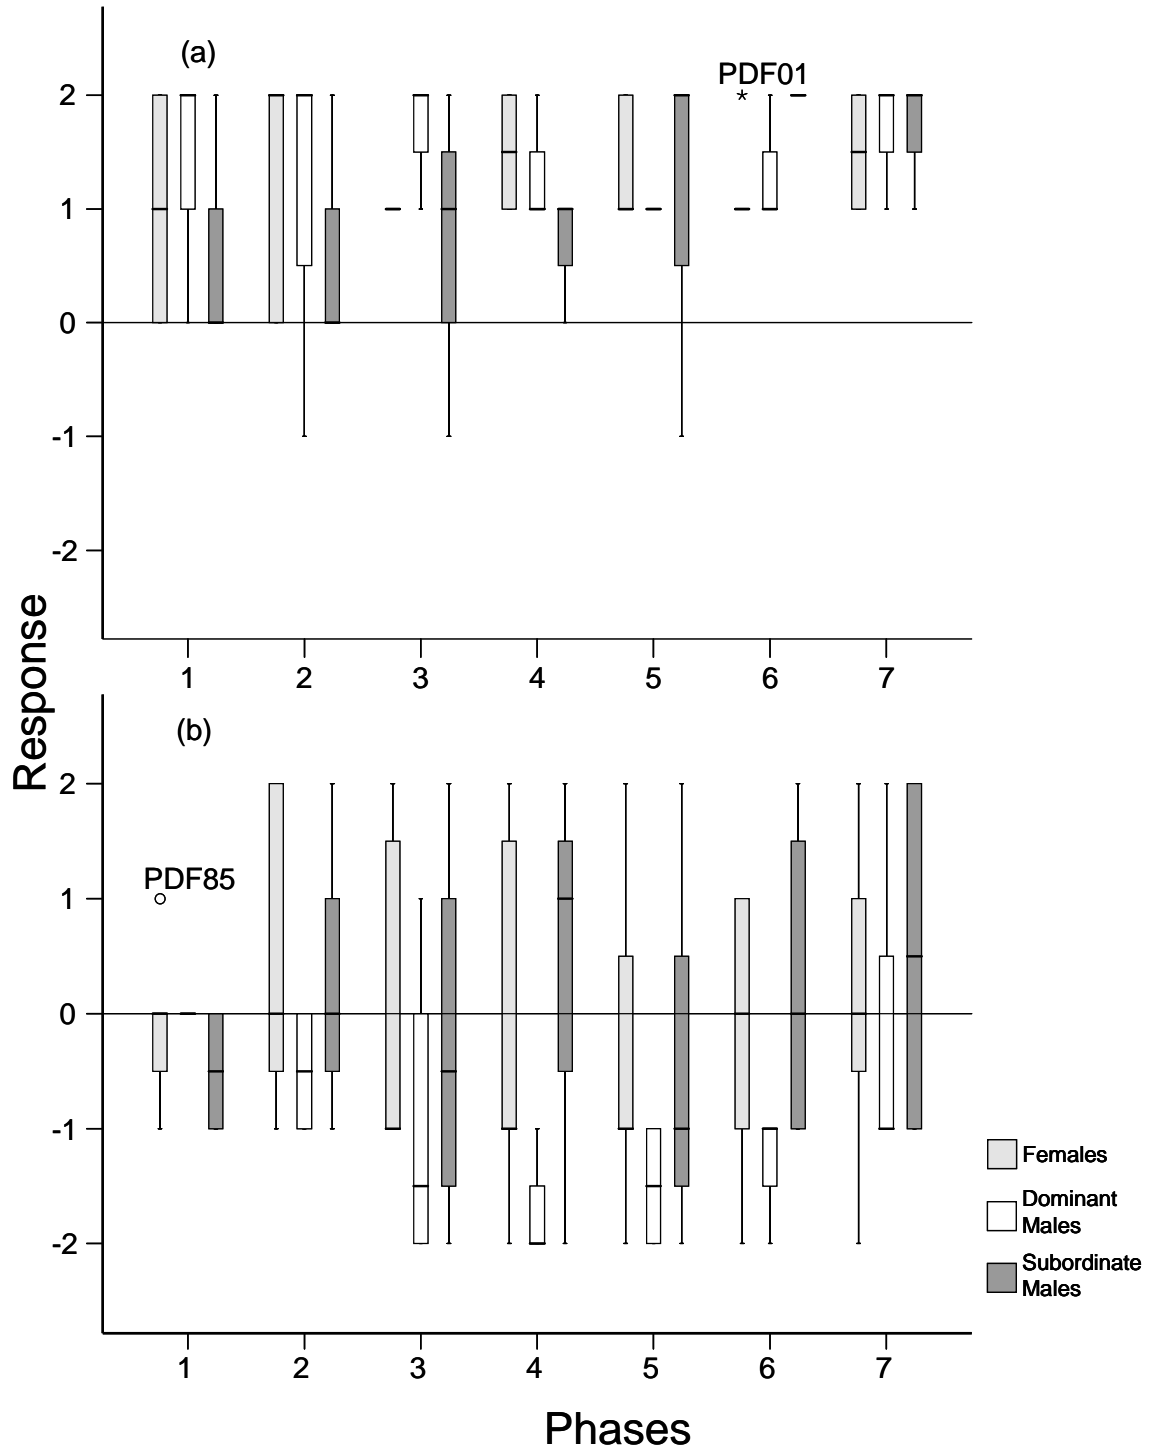 (a)
PDF01
*
2
1
0
-1
-2
1 2 3 4 5 6 7
Response
(b)
PDF85
2
1
0
-1
-2
1 2 3 4 5 6 7
Phases
Females
Dominant
Males
Subordinate
Males